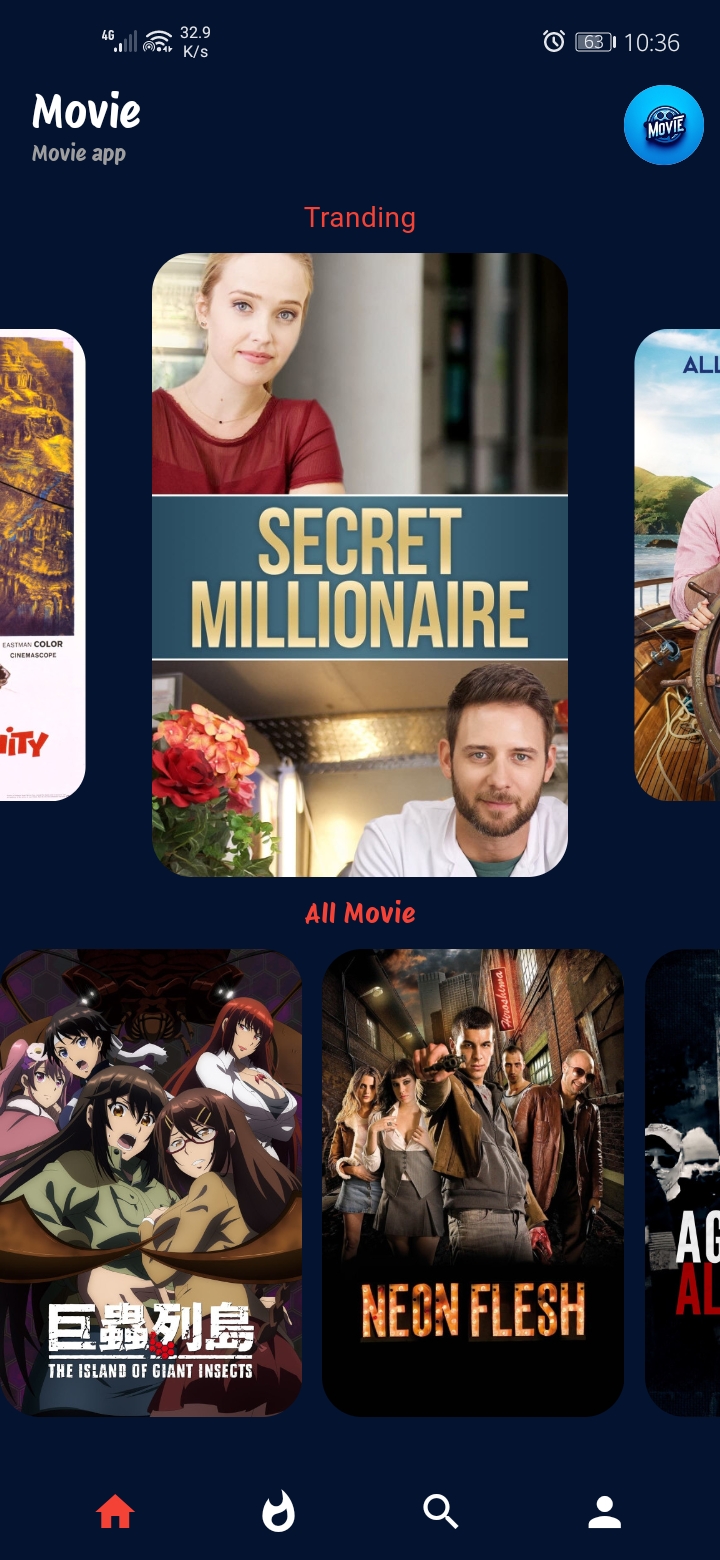 4G
32.9
K/s
63
10:36
Movie
Movie app
MOVIE
Tranding
SECRET
MILLIONAIRE
EASTMAN COLOR
CINEMASCOPE
ALL
All Movie
Hiroshima
巨蟲列島
THE ISLAND OF GIANT INSECTS
NEON FLESH
AG
AL